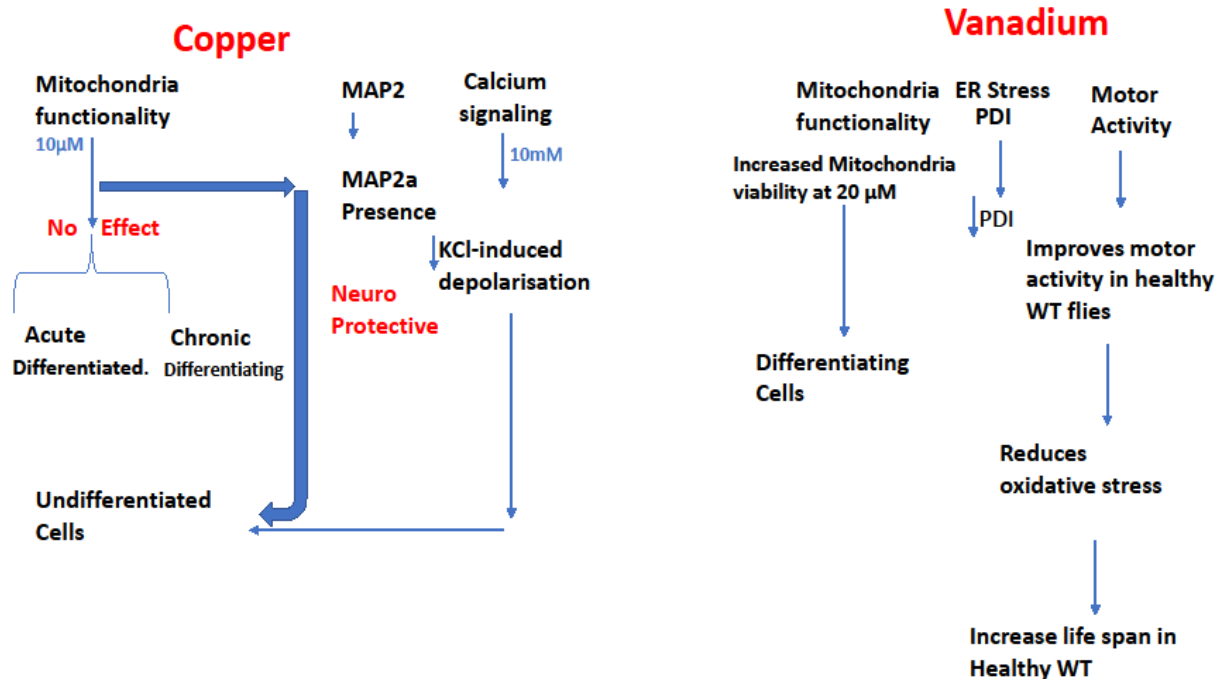 Copper
Mitochondria
functionality
10µM
No Effect
Acute
Differentiated.
Chronic
Differentiating
Undifferentiated
Cells
MAP2
MAP2a
Presence
Neuro
Protective
Calcium
signaling
10mM
KCl-induced
depolarisation
Vanadium
Mitochondria
functionality
Increased Mitochondria
viability at 20 µM
Differentiating
Cells
ER Stress
PDI
PDI
Motor
Activity
Improves motor
activity in healthy
WT flies
Reduces
oxidative stress
Increase life span in
Healthy WT